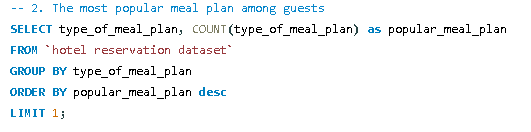 -- 2. The most popular meal plan among guests
SELECT type_of_meal_plan, COUNT(type_of_meal_plan) as popular_meal_plan
FROM `hotel reservation dataset`
GROUP BY type_of_meal_plan
ORDER BY popular_meal_plan desc
LIMIT 1;